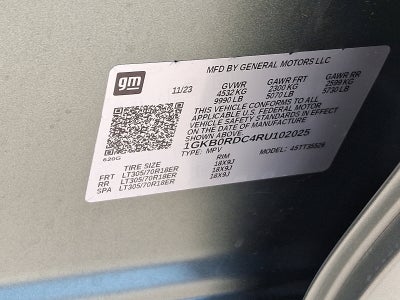 gm
MFD BY GENERAL MOTORS LLC
11/23 GVWR GAWR FRT GAWR RR
4532 KG 2300 KG 2599 KG
9990 LB 5070 LB 5730 LB
THIS VEHICLE CONFORMS TO ALL
APPLICABLE U.S. FEDERAL MOTOR
VEHICLE SAFETY STANDARDS IN EFFECT
ON THE DATE OF MANUFACTURE
SHOWN ABOVE.
1GKB0RDC4RU102025
620G TYPE: MPV MODEL: 4STT35526
TIRE SIZE RIM
FRT LT305/70R18ER 18X9J
RR LT305/70R18ER 18X9J
SPA LT305/70R18ER 18X9J